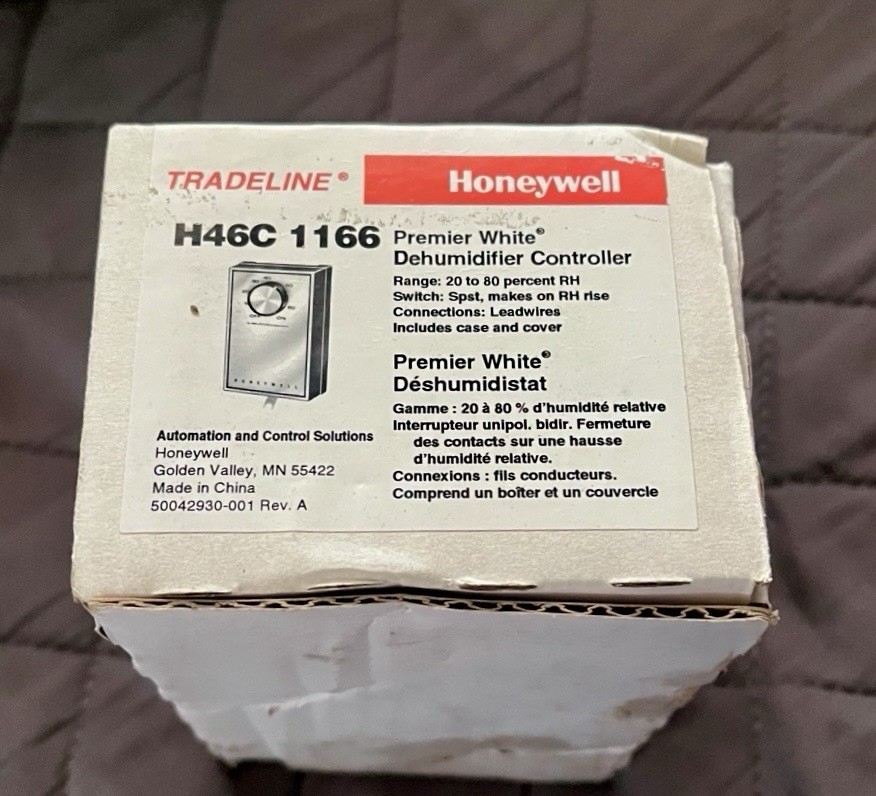 TRADELINE®
Honeywell
H46C 1166
Premier White®
Dehumidifier Controller
Range: 20 to 80 percent RH
Switch: Spst, makes on RH rise
Connections: Leadwires
Includes case and cover
HONEYWELL
Premier White®
Déshumidistat
Gamme : 20 à 80 % d'humidité relative
Interrupteur unipol. bidir. Fermeture
des contacts sur une hausse
d'humidité relative.
Connexions : fils conducteurs.
Comprend un boîter et un couvercle
Automation and Control Solutions
Honeywell
Golden Valley, MN 55422
Made in China
50042930-001 Rev. A